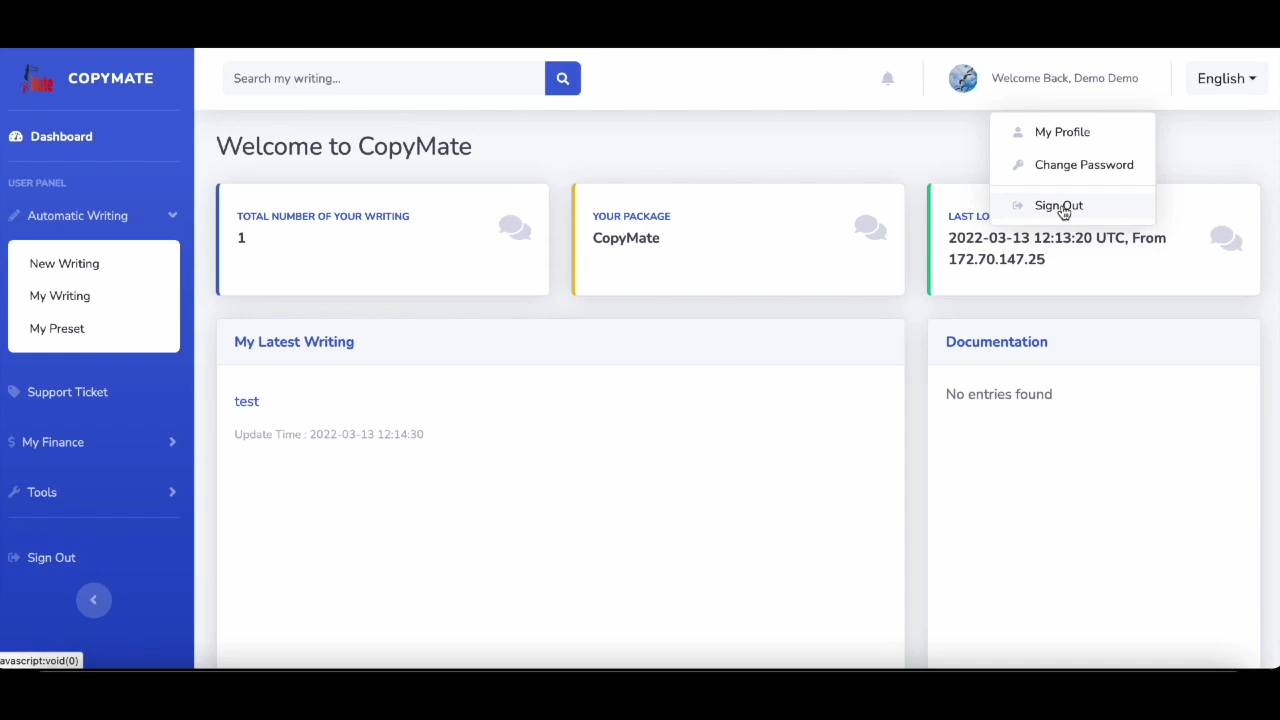 COPYMATE
Dashboard
USER PANEL
Automatic Writing
New Writing
My Writing
My Preset
Support Ticket
$ My Finance
Tools
Sign Out
avascript:void(0)
Search my writing...
Welcome Back, Demo Demo
English
My Profile
Change Password
Sign Out
Welcome to CopyMate
TOTAL NUMBER OF YOUR WRITING
1
YOUR PACKAGE
CopyMate
LAST LO
2022-03-13 12:13:20 UTC, From
172.70.147.25
My Latest Writing
test
Update Time : 2022-03-13 12:14:30
Documentation
No entries found